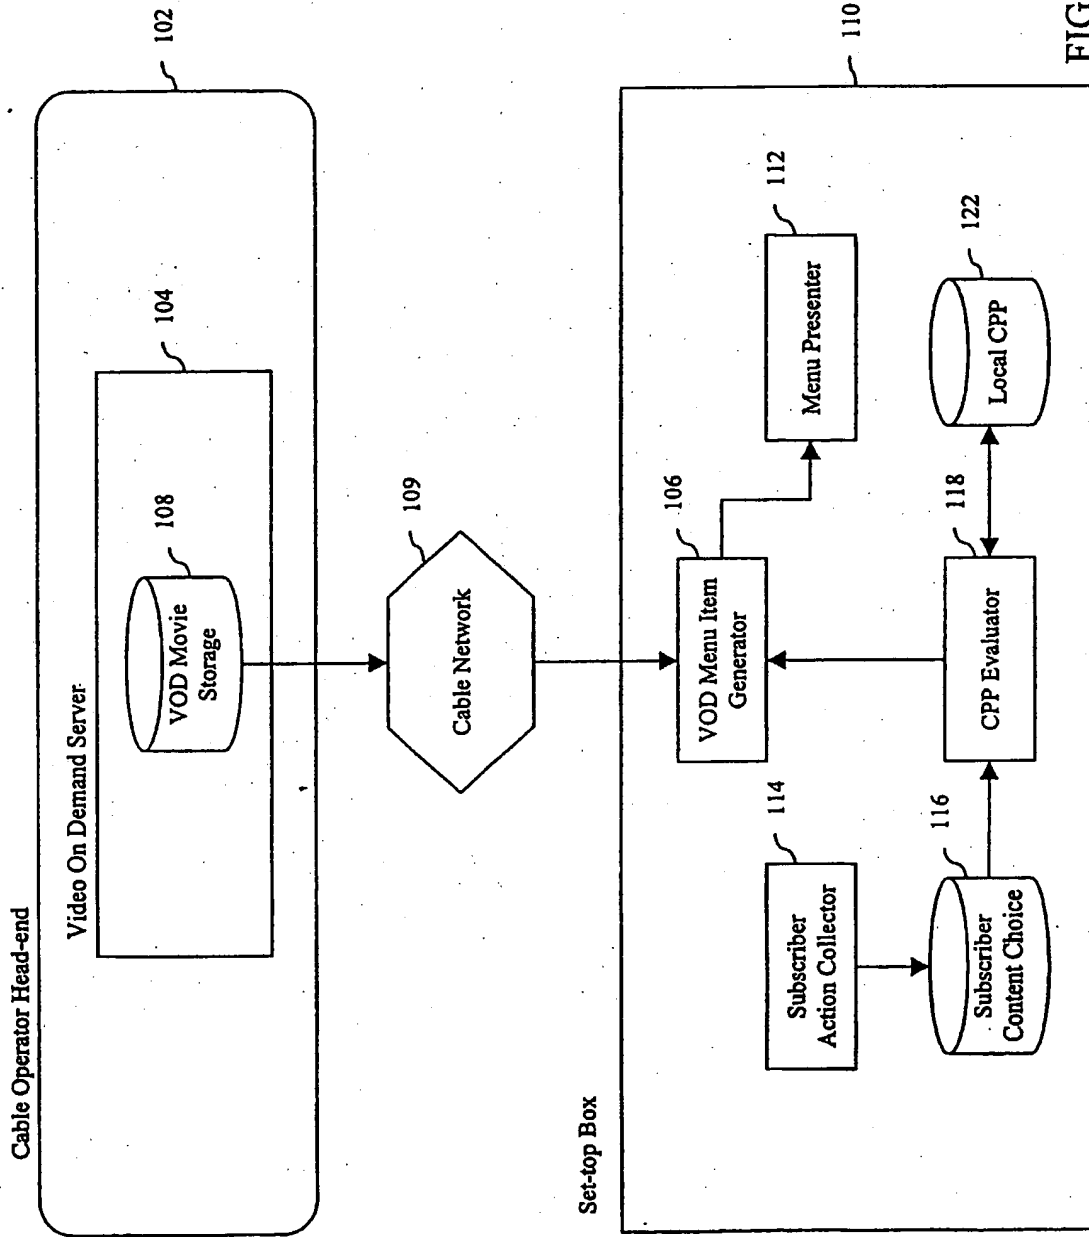 Cable Operator Head-end
102
Video On Demand Server
104
108
VOD Movie
Storage
109
Cable Network
Set-top Box
110
106
VOD Menu Item
Generator
112
Menu Presenter
114
Subscriber
Action Collector
116
Subscriber
Content Choice
118
CPP Evaluator
122
Local CPP
FIG